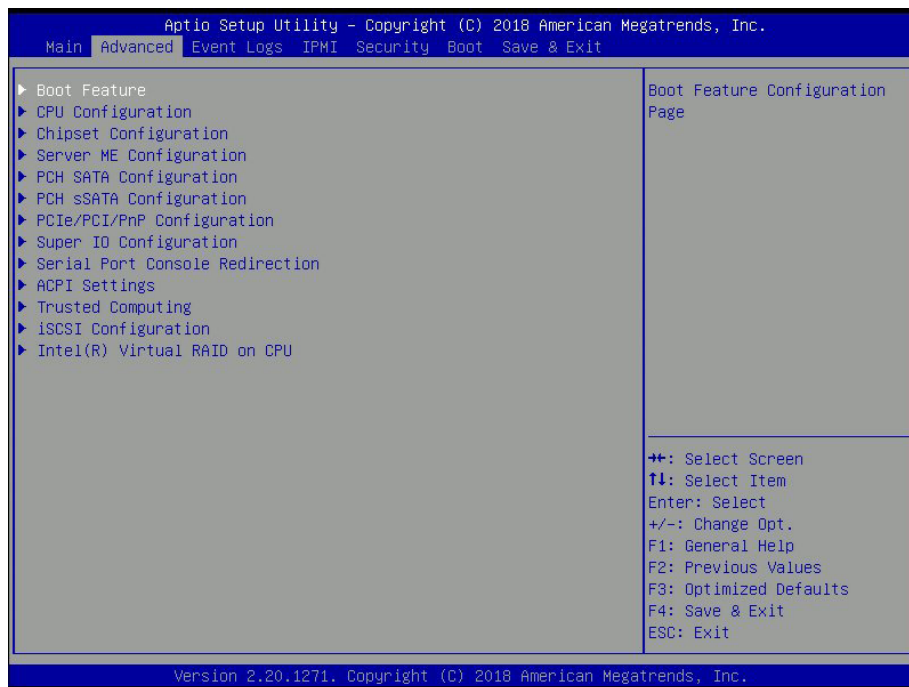 Aptio Setup Utility – Copyright (C) 2018 American Megatrends, Inc.
Main Advanced Event Logs IPMI Security Boot Save & Exit
▶ Boot Feature
▶ CPU Configuration
▶ Chipset Configuration
▶ Server ME Configuration
▶ PCH SATA Configuration
▶ PCH sSATA Configuration
▶ PCIe/PCI/PnP Configuration
▶ Super IO Configuration
▶ Serial Port Console Redirection
▶ ACPI Settings
▶ Trusted Computing
▶ iSCSI Configuration
▶ Intel(R) Virtual RAID on CPU
Boot Feature Configuration
Page
→←: Select Screen
↑↓: Select Item
Enter: Select
+/-: Change Opt.
F1: General Help
F2: Previous Values
F3: Optimized Defaults
F4: Save & Exit
ESC: Exit
Version 2.20.1271. Copyright (C) 2018 American Megatrends, Inc.